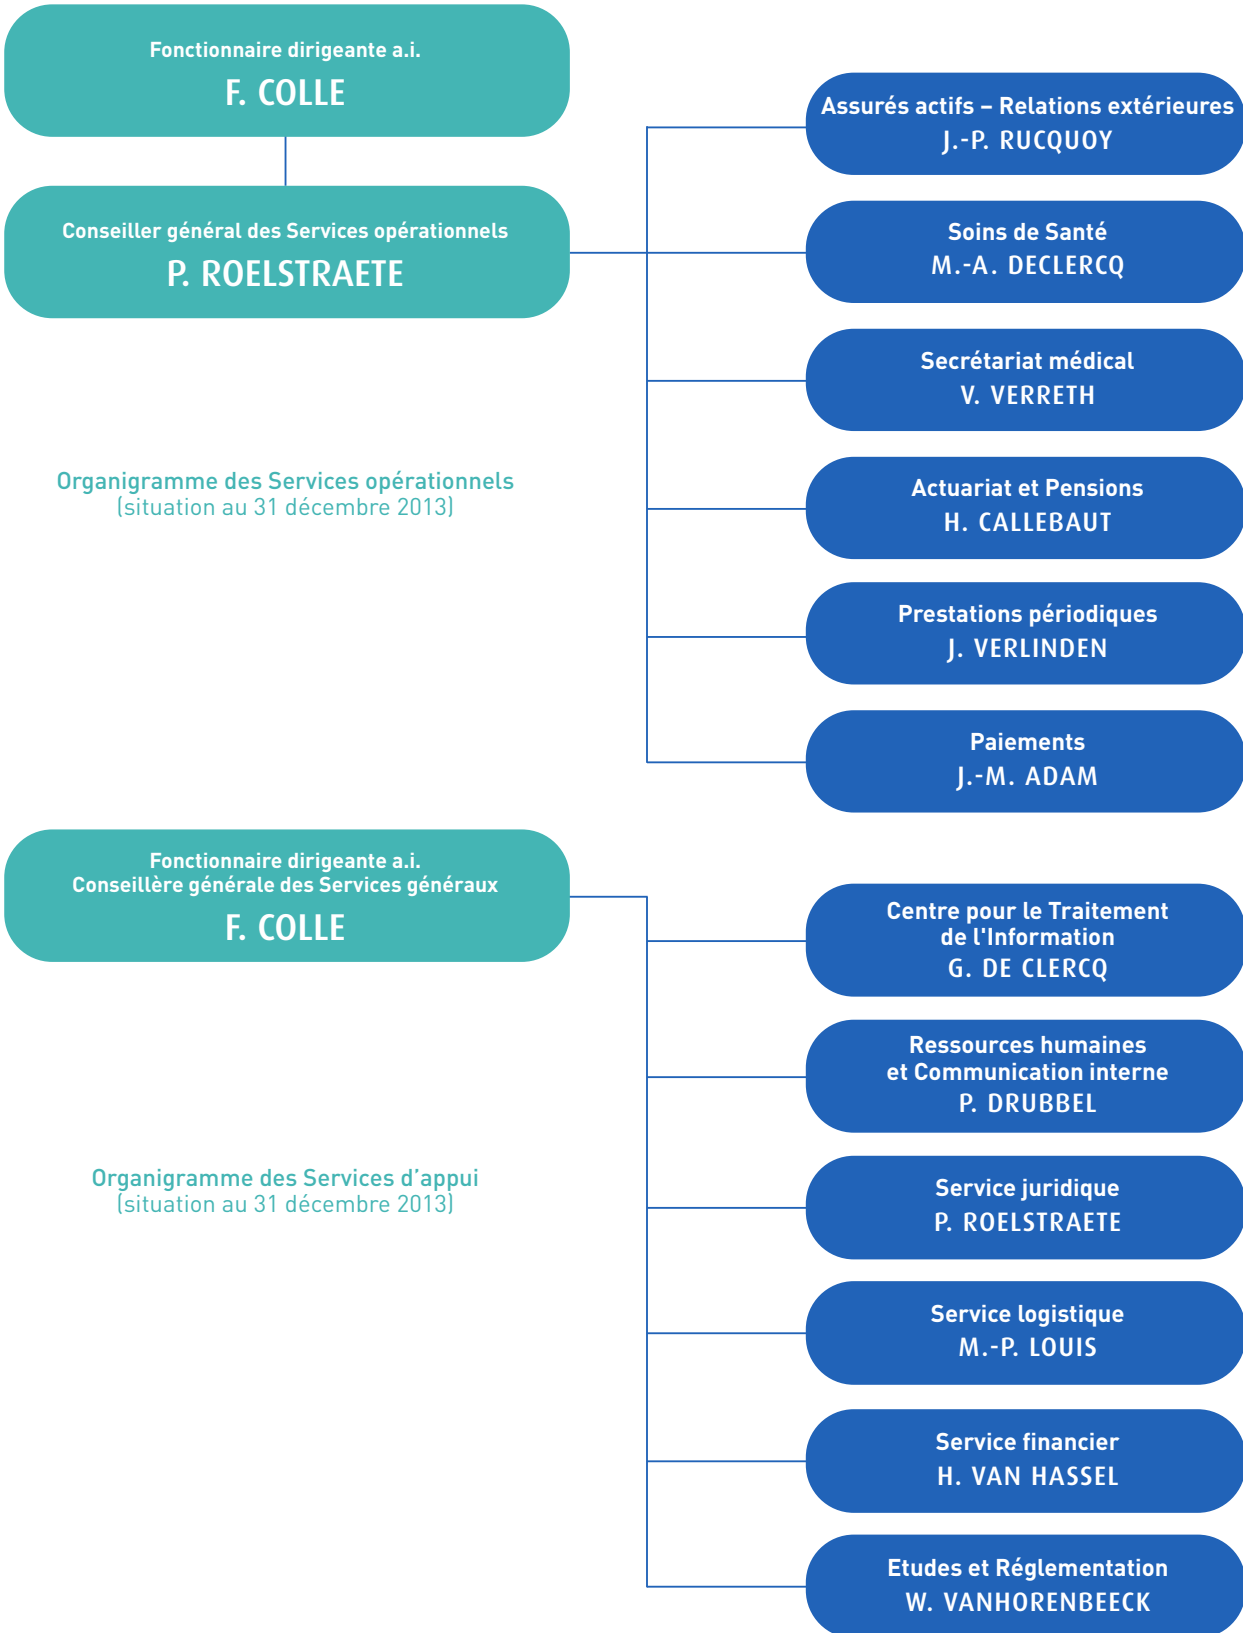 Fonctionnaire dirigeante a.i.
F. COLLE
Conseiller général des Services opérationnels
P. ROELSTRAETE
Organigramme des Services opérationnels
(situation au 31 décembre 2013)
Assurés actifs – Relations extérieures
J.-P. RUCQUOY
Soins de Santé
M.-A. DECLERCQ
Secrétariat médical
V. VERRETH
Actuariat et Pensions
H. CALLEBAUT
Prestations périodiques
J. VERLINDEN
Paiements
J.-M. ADAM
Fonctionnaire dirigeante a.i.
Conseillère générale des Services généraux
F. COLLE
Organigramme des Services d’appui
(situation au 31 décembre 2013)
Centre pour le Traitement
de l'Information
G. DE CLERCQ
Ressources humaines
et Communication interne
P. DRUBBEL
Service juridique
P. ROELSTRAETE
Service logistique
M.-P. LOUIS
Service financier
H. VAN HASSEL
Etudes et Réglementation
W. VANHORENBEECK